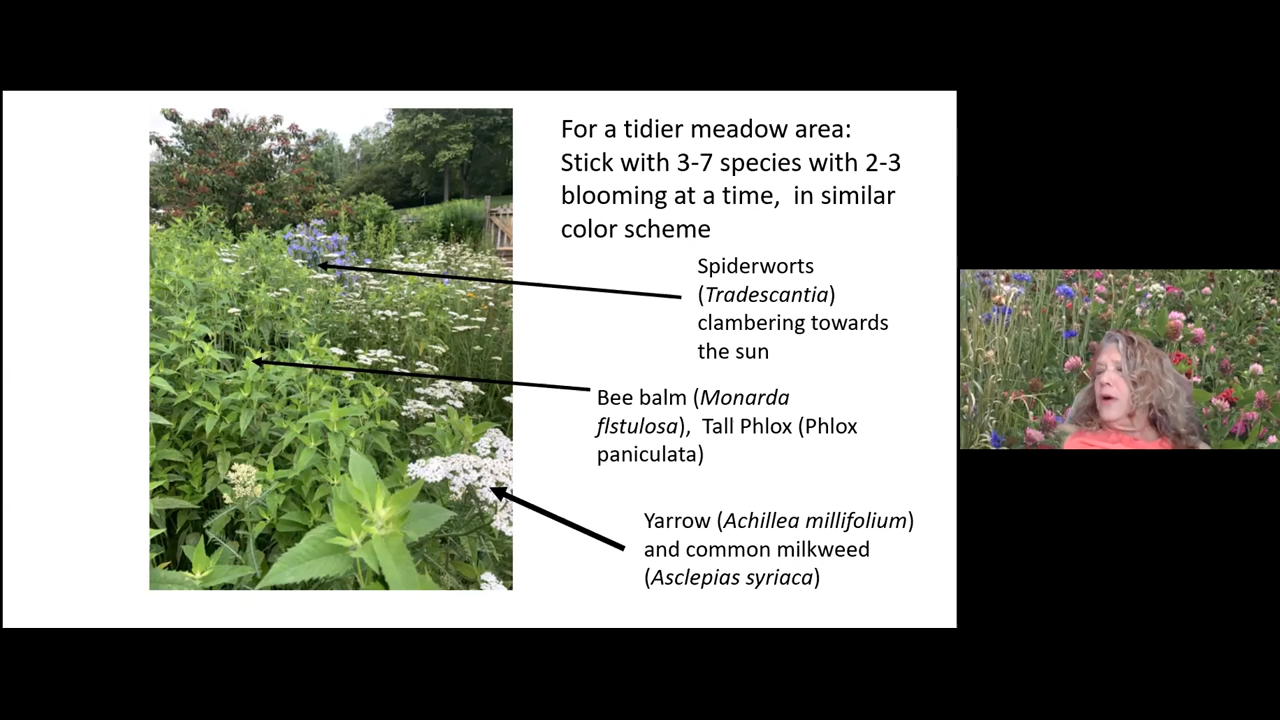 For a tidier meadow area:
Stick with 3-7 species with 2-3
blooming at a time,  in similar
color scheme
Spiderworts
(Tradescantia)
clambering towards
the sun
Bee balm (Monarda
flstulosa),  Tall Phlox (Phlox
paniculata)
Yarrow (Achillea millifolium)
and common milkweed
(Asclepias syriaca)